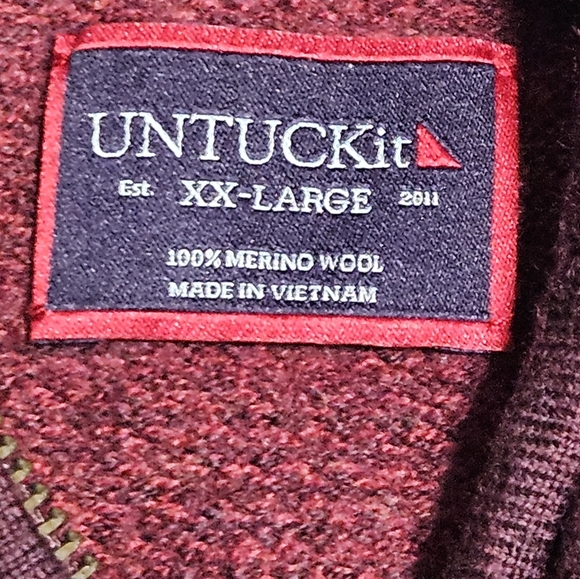 UNTUCKit
Est. XX-LARGE 2011
100% MERINO WOOL
MADE IN VIETNAM